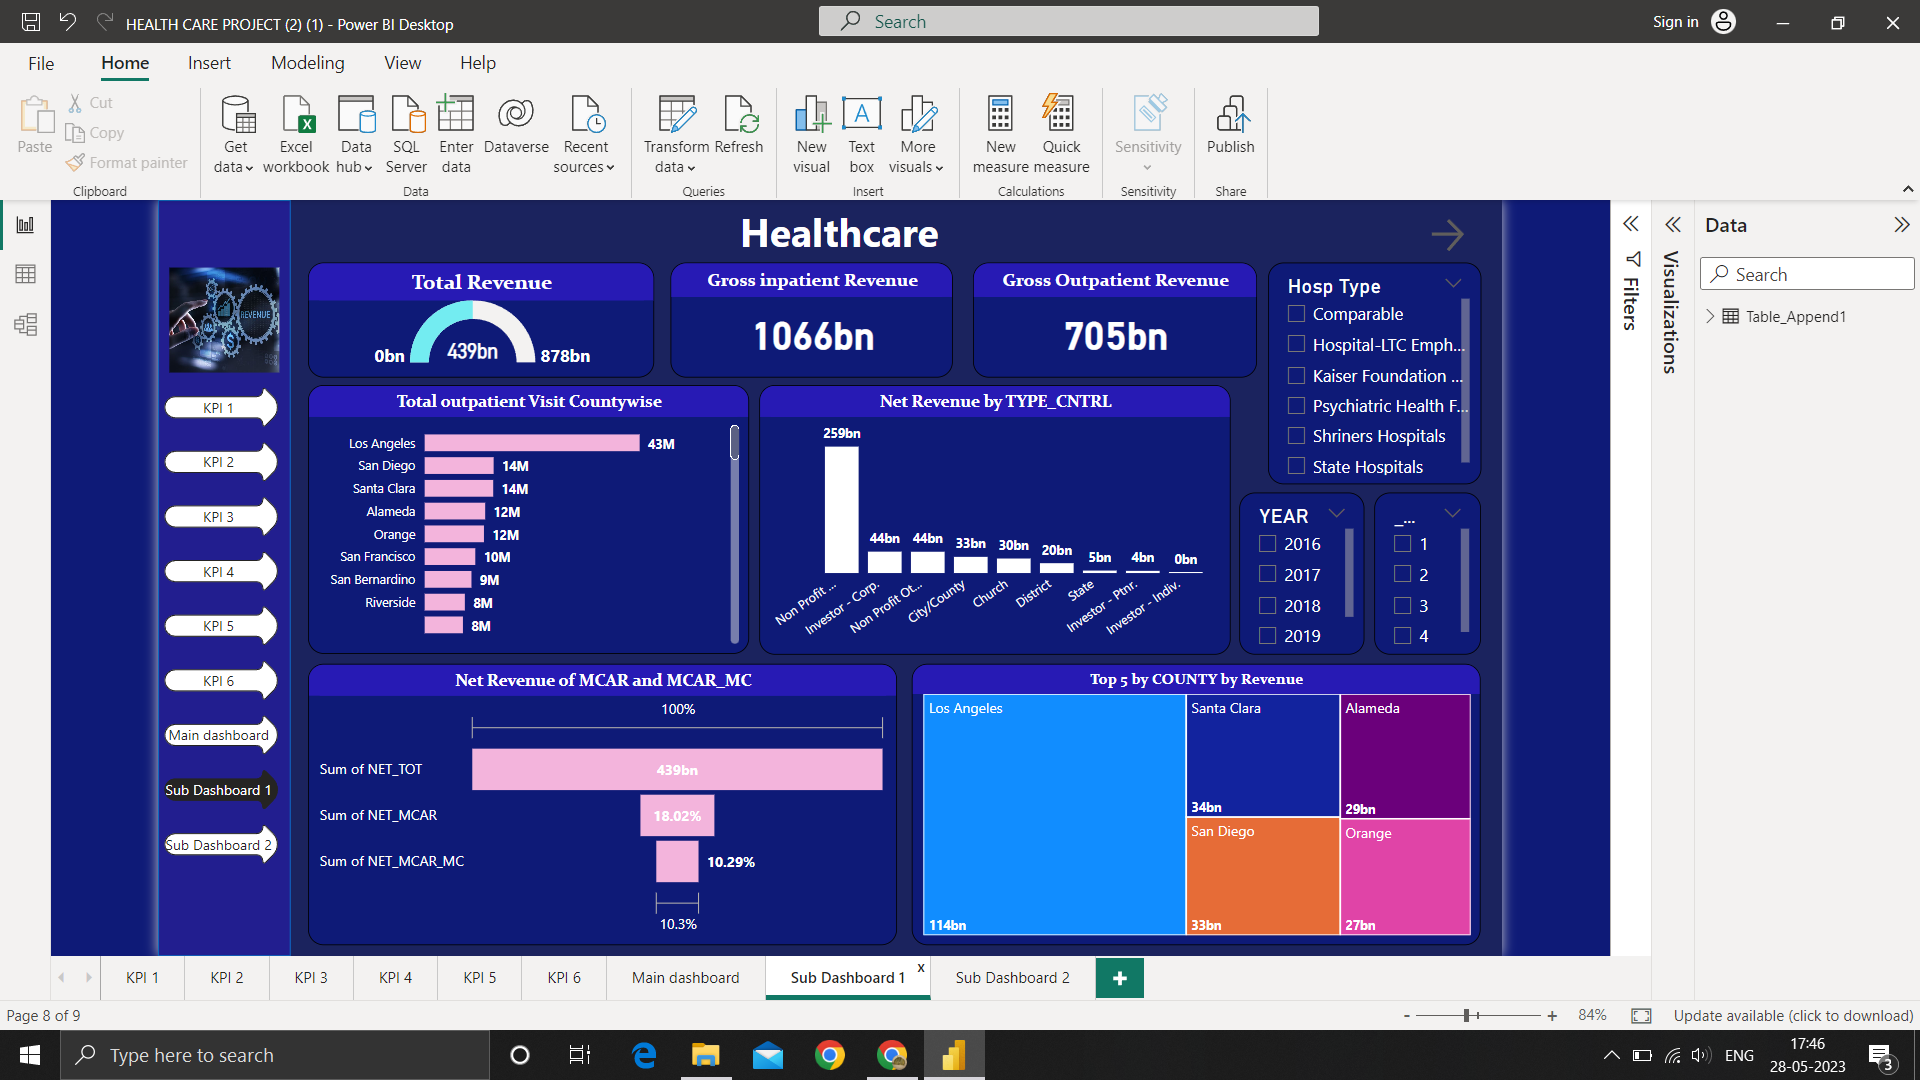 HEALTH CARE PROJECT (2) (1) - Power BI Desktop
Search
Sign in
File
Home
Insert
Modeling
View
Help
Paste
Cut
Copy
Format painter
Clipboard
Get data
Excel workbook
Data hub
SQL Server
Enter data
Dataverse
Recent sources
Data
Transform data
Refresh
Queries
New visual
Text box
More visuals
Insert
New measure
Quick measure
Calculations
Sensitivity
Sensitivity
Publish
Share
Healthcare
REVENUE
KPI 1
KPI 2
KPI 3
KPI 4
KPI 5
KPI 6
Main dashboard
Sub Dashboard 1
Sub Dashboard 2
Total Revenue
0bn
439bn
878bn
Gross inpatient Revenue
1066bn
Gross Outpatient Revenue
705bn
Hosp Type
Comparable
Hospital-LTC Emph...
Kaiser Foundation ...
Psychiatric Health F...
Shriners Hospitals
State Hospitals
Total outpatient Visit Countywise
Los Angeles 43M
San Diego 14M
Santa Clara 14M
Alameda 12M
Orange 12M
San Francisco 10M
San Bernardino 9M
Riverside 8M
8M
Net Revenue by TYPE_CNTRL
259bn
44bn
44bn
33bn
30bn
20bn
5bn
4bn
0bn
Non Profit ...
Investor - Corp.
Non Profit Ot...
City/County
Church
District
State
Investor - Ptnr.
Investor - Indiv.
YEAR
2016
2017
2018
2019
_...
1
2
3
4
Net Revenue of MCAR and MCAR_MC
100%
Sum of NET_TOT 439bn
Sum of NET_MCAR 18.02%
Sum of NET_MCAR_MC 10.29%
10.3%
Top 5 by COUNTY by Revenue
Los Angeles
114bn
Santa Clara
34bn
San Diego
33bn
Alameda
29bn
Orange
27bn
Filters
Visualizations
Data
Search
Table_Append1
KPI 1
KPI 2
KPI 3
KPI 4
KPI 5
KPI 6
Main dashboard
Sub Dashboard 1
x
Sub Dashboard 2
+
Page 8 of 9
- + 84%
Update available (click to download)
Type here to search
ENG
17:46
28-05-2023
3